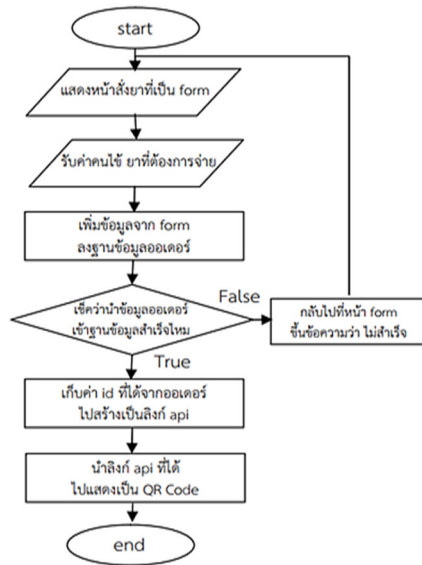 start
แสดงหน้าสั่งยาที่เป็น form
รับค่าคนไข้ ยาที่ต้องการจ่าย
เพิ่มข้อมูลจาก form
ลงฐานข้อมูลออเดอร์
เช็คว่านำข้อมูลออเดอร์
เข้าฐานข้อมูลสำเร็จไหม
False
กลับไปที่หน้า form
ขึ้นข้อความว่า ไม่สำเร็จ
True
เก็บค่า id ที่ได้จากออเดอร์
ไปสร้างเป็นลิงก์ api
นำลิงก์ api ที่ได้
ไปแสดงเป็น QR Code
end